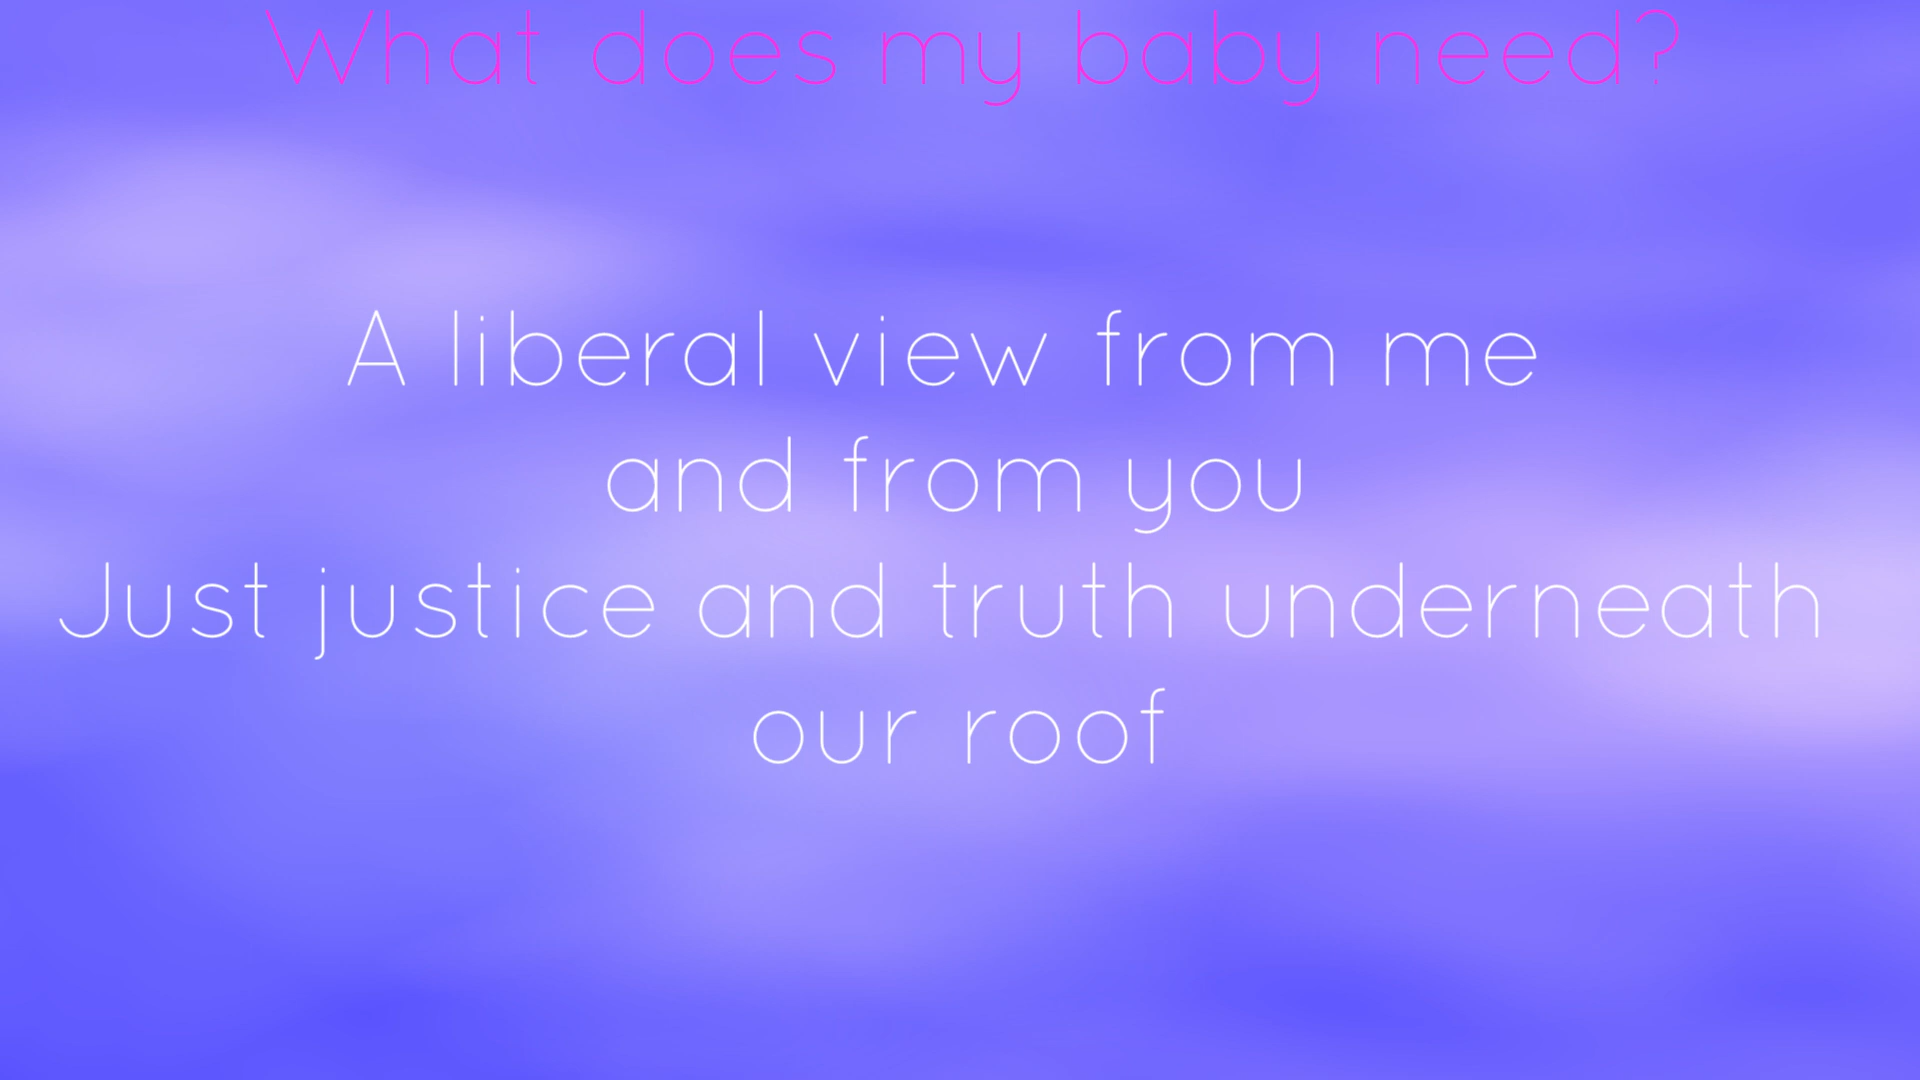 What does my baby need?
A liberal view from me
and from you
Just justice and truth underneath
our roof